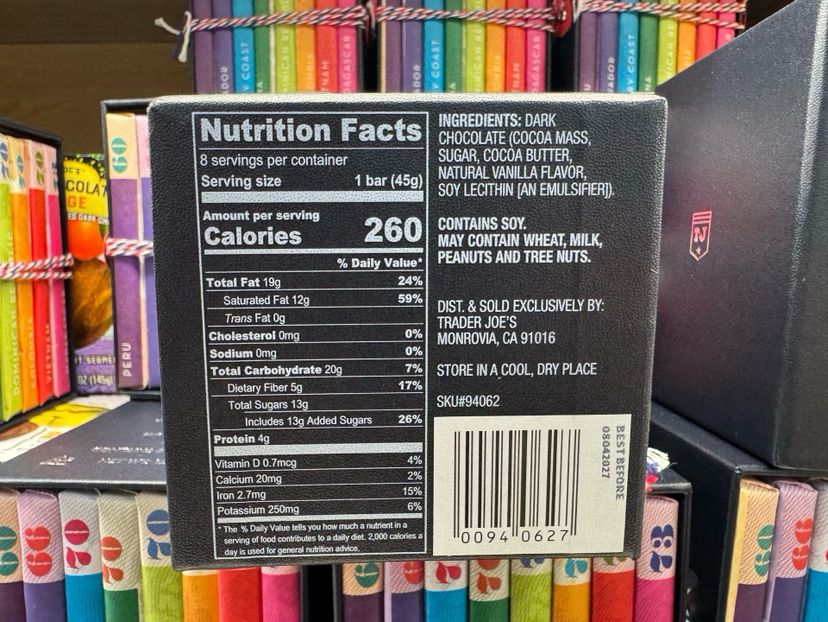 Nutrition Facts
8 servings per container
Serving size 1 bar (45g)
Amount per serving
Calories 260
% Daily Value*
Total Fat 19g 24%
Saturated Fat 12g 59%
Trans Fat 0g
Cholesterol 0mg 0%
Sodium 0mg 0%
Total Carbohydrate 20g 7%
Dietary Fiber 5g 17%
Total Sugars 13g
Includes 13g Added Sugars 26%
Protein 4g
Vitamin D 0.7mcg 4%
Calcium 20mg 2%
Iron 2.7mg 15%
Potassium 250mg 6%
* The % Daily Value tells you how much a nutrient in a
serving of food contributes to a daily diet. 2,000 calories a
day is used for general nutrition advice.
INGREDIENTS: DARK
CHOCOLATE (COCOA MASS,
SUGAR, COCOA BUTTER,
NATURAL VANILLA FLAVOR,
SOY LECITHIN [AN EMULSIFIER]).
CONTAINS SOY.
MAY CONTAIN WHEAT, MILK,
PEANUTS AND TREE NUTS.
DIST. & SOLD EXCLUSIVELY BY:
TRADER JOE'S
MONROVIA, CA 91016
STORE IN A COOL, DRY PLACE
SKU#94062
0094 0627
BEST BEFORE
08042027
PERU
COLOMBIA
VIETNAM
N